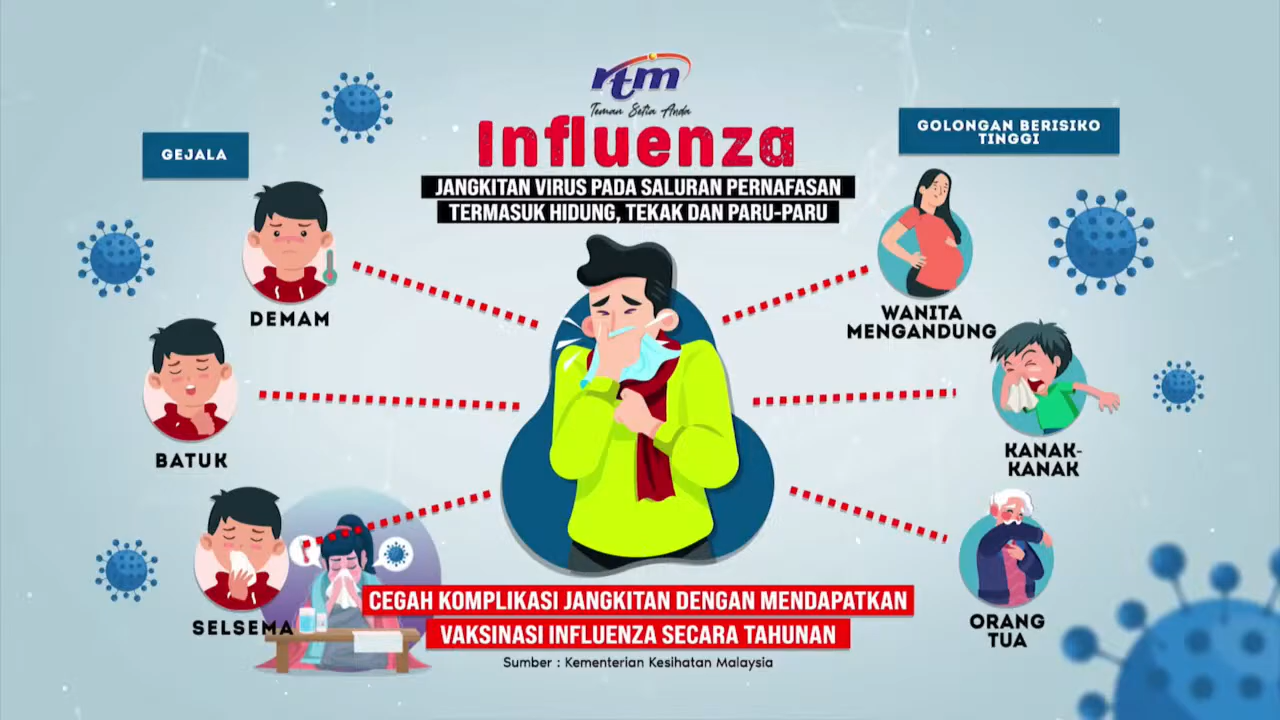 rtm
Teman Setia Anda
Influenza
JANGKITAN VIRUS PADA SALURAN PERNAFASAN
TERMASUK HIDUNG, TEKAK DAN PARU-PARU
GEJALA
DEMAM
BATUK
SELSEMA
GOLONGAN BERISIKO
TINGGI
WANITA
MENGANDUNG
KANAK-
KANAK
ORANG
TUA
CEGAH KOMPLIKASI JANGKITAN DENGAN MENDAPATKAN
VAKSINASI INFLUENZA SECARA TAHUNAN
Sumber : Kementerian Kesihatan Malaysia